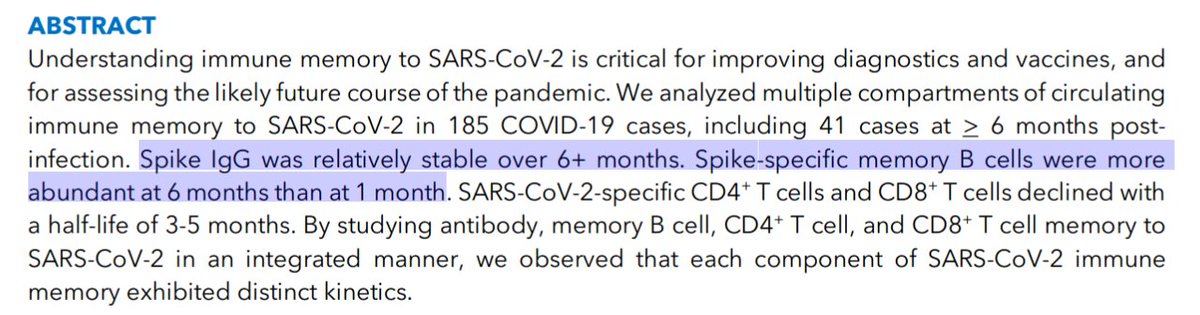 ABSTRACT
Understanding immune memory to SARS-CoV-2 is critical for improving diagnostics and vaccines, and
for assessing the likely future course of the pandemic. We analyzed multiple compartments of circulating
immune memory to SARS-CoV-2 in 185 COVID-19 cases, including 41 cases at ≥ 6 months post-
infection. Spike IgG was relatively stable over 6+ months. Spike-specific memory B cells were more
abundant at 6 months than at 1 month. SARS-CoV-2-specific CD4⁺ T cells and CD8⁺ T cells declined with
a half-life of 3-5 months. By studying antibody, memory B cell, CD4⁺ T cell, and CD8⁺ T cell memory to
SARS-CoV-2 in an integrated manner, we observed that each component of SARS-CoV-2 immune
memory exhibited distinct kinetics.